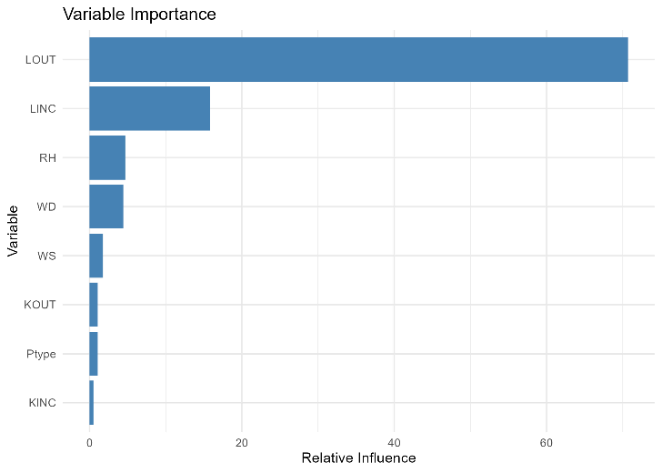 Variable Importance
LOUT
LINC
RH
WD
WS
KOUT
Ptype
KINC
Variable
0 20 40 60
Relative Influence